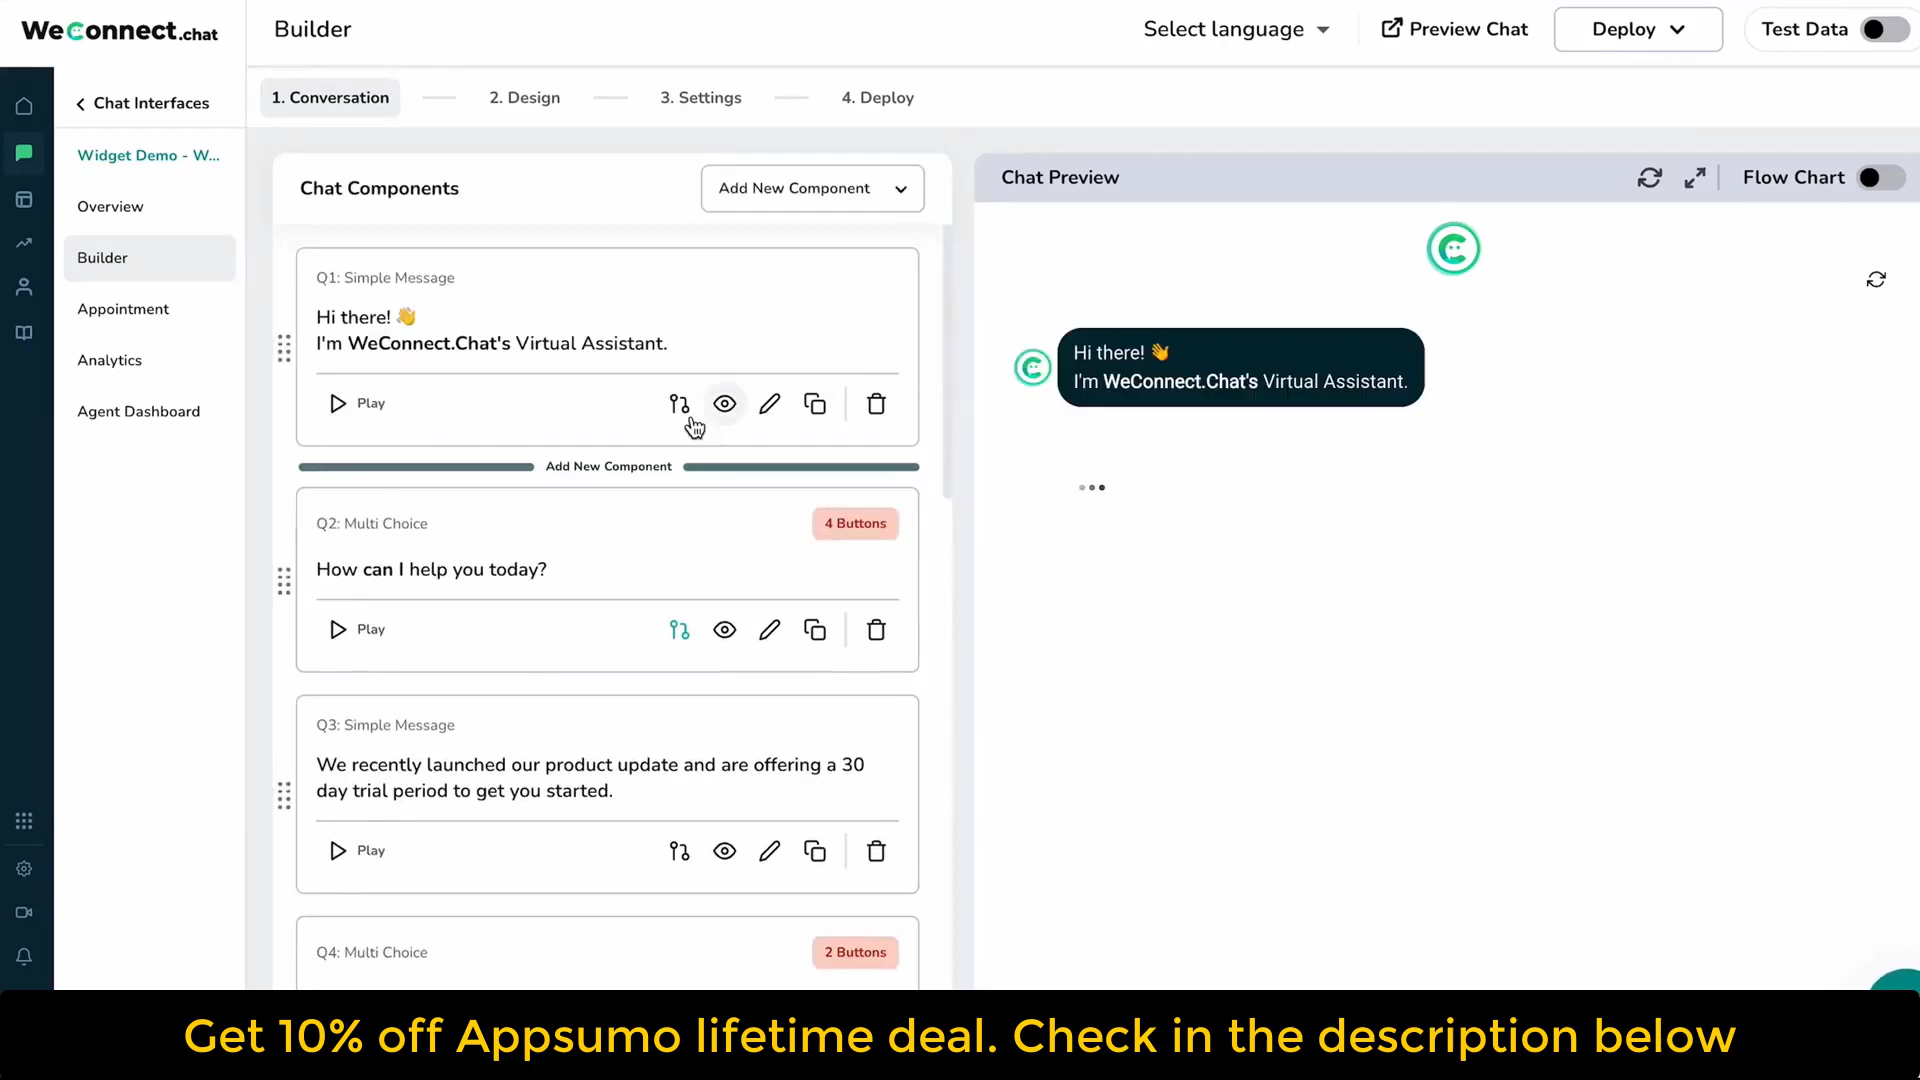 WeConnect.chat
Builder
Select language
Preview Chat
Deploy
Test Data
Chat Interfaces
1. Conversation
2. Design
3. Settings
4. Deploy
Widget Demo - W...
Overview
Builder
Appointment
Analytics
Agent Dashboard
Chat Components
Add New Component
Q1: Simple Message
Hi there! 👋
I'm WeConnect.Chat's Virtual Assistant.
Play
Add New Component
Q2: Multi Choice
4 Buttons
How can I help you today?
Play
Q3: Simple Message
We recently launched our product update and are offering a 30
day trial period to get you started.
Play
Q4: Multi Choice
2 Buttons
Chat Preview
Flow Chart
Hi there! 👋
I'm WeConnect.Chat's Virtual Assistant.
Get 10% off Appsumo lifetime deal. Check in the description below